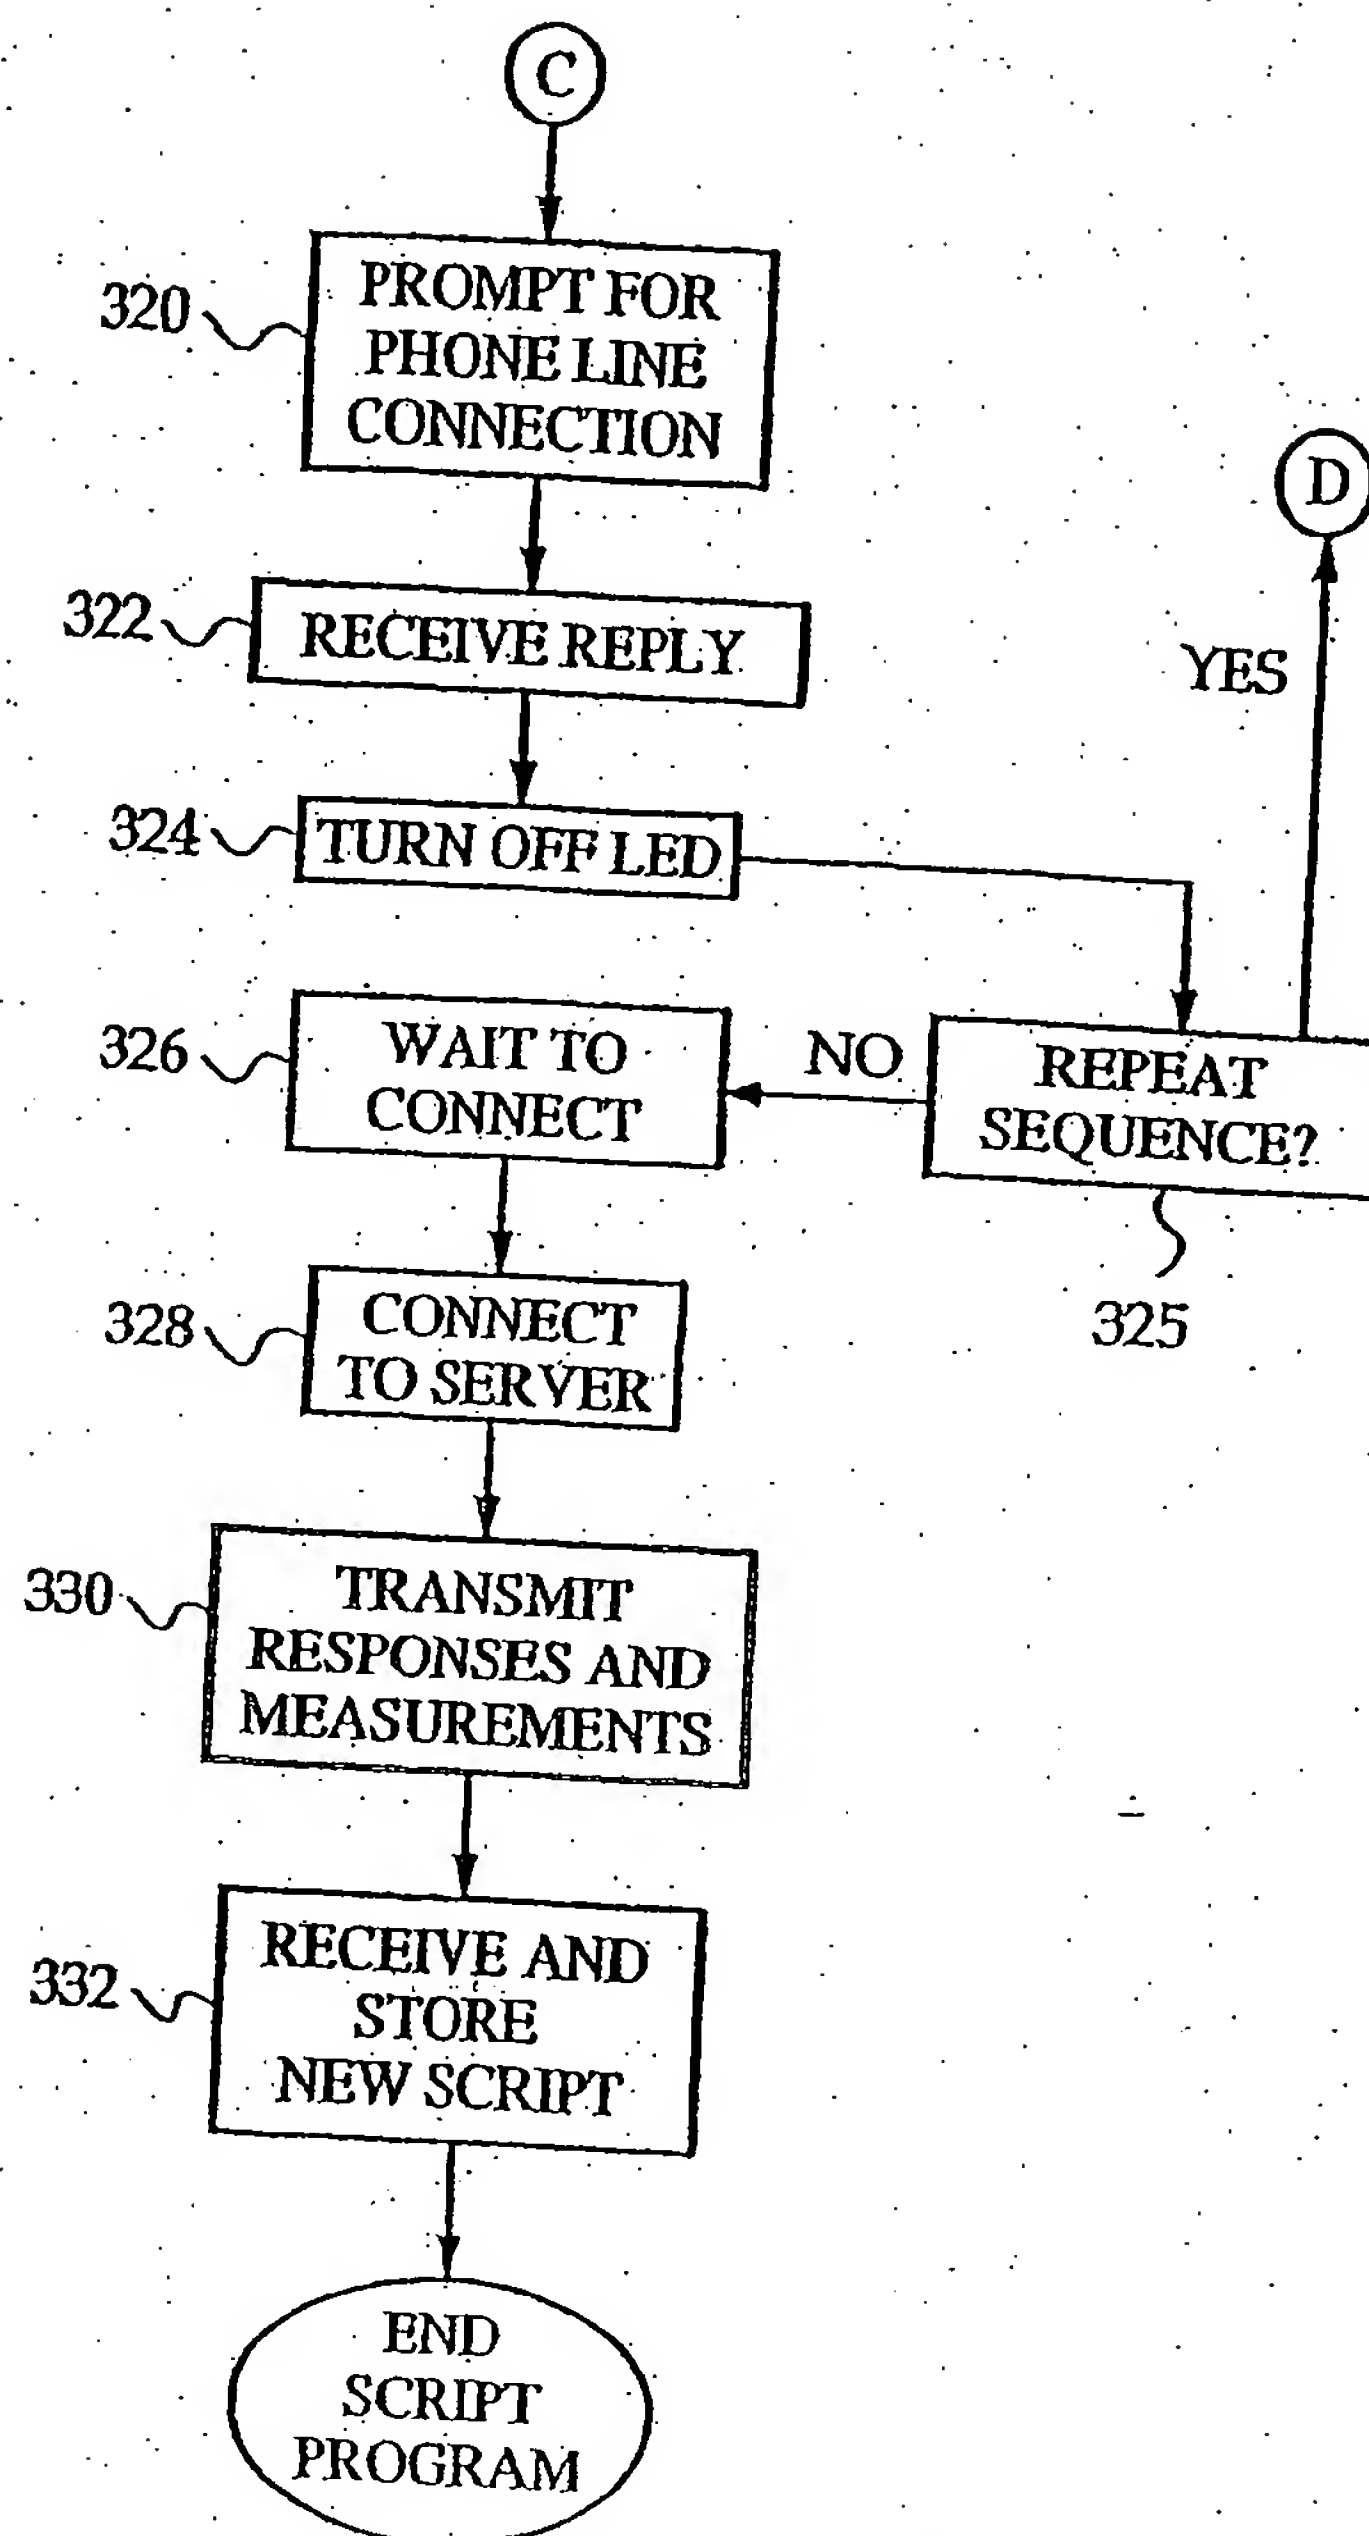 C
320
PROMPT FOR
PHONE LINE
CONNECTION
D
322
RECEIVE REPLY
YES
324
TURN OFF LED
326
WAIT TO
CONNECT
NO
REPEAT
SEQUENCE?
325
328
CONNECT
TO SERVER
330
TRANSMIT
RESPONSES AND
MEASUREMENTS
332
RECEIVE AND
STORE
NEW SCRIPT
END
SCRIPT
PROGRAM